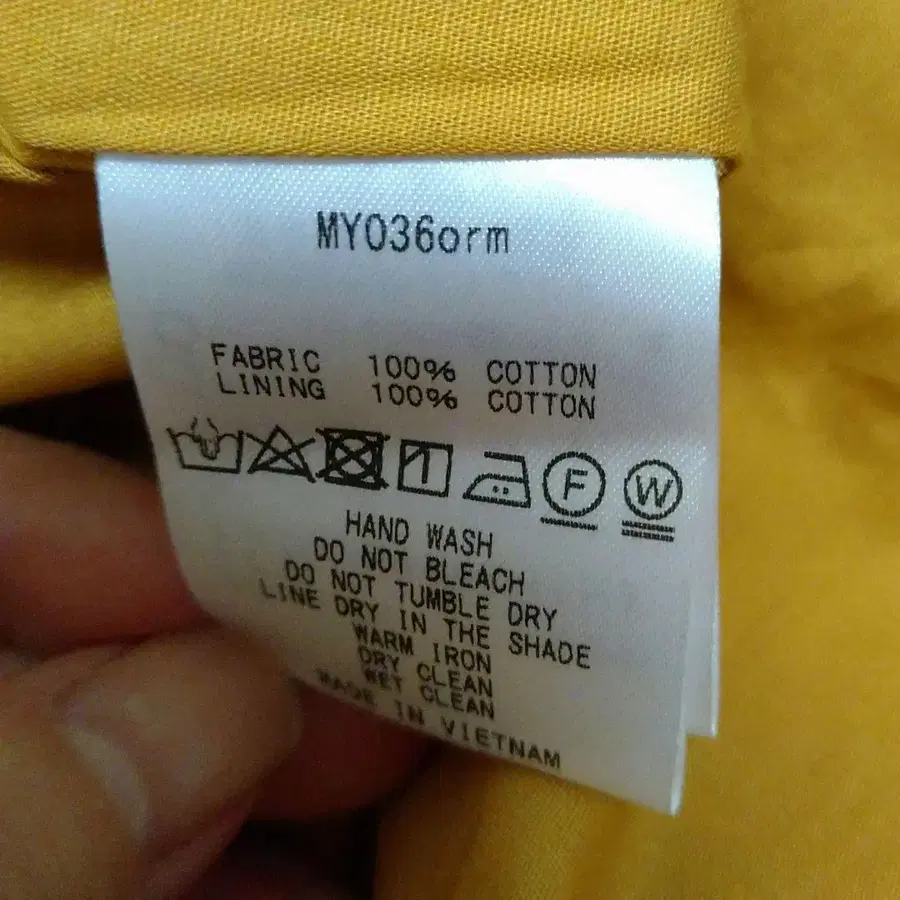 MY036orm
FABRIC 100% COTTON
LINING 100% COTTON
F W
HAND WASH
DO NOT BLEACH
DO NOT TUMBLE DRY
LINE DRY IN THE SHADE
WARM IRON
DRY CLEAN
WET CLEAN
MADE IN VIETNAM